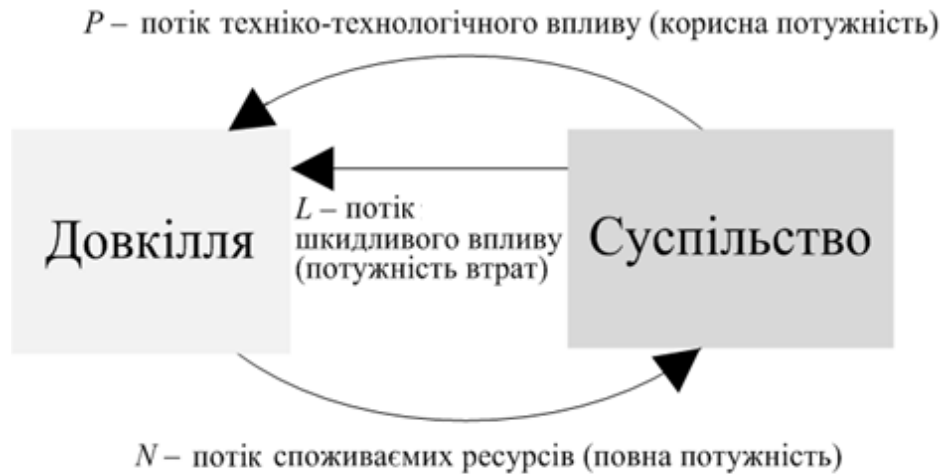 P – потік техніко-технологічного впливу (корисна потужність)
Довкілля
L – потік
шкидливого впливу
(потужність втрат)
Суспільство
N – потік споживаємих ресурсів (повна потужність)